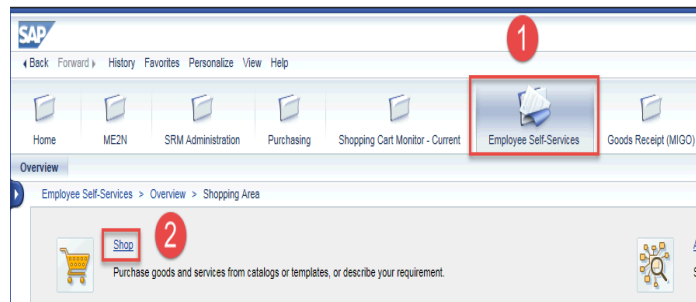 SAP
1
Back Forward History Favorites Personalize View Help
Home ME2N SRM Administration Purchasing Shopping Cart Monitor - Current Employee Self-Services Goods Receipt (MIGO)
Overview
Employee Self-Services > Overview > Shopping Area
Shop 2
Purchase goods and services from catalogs or templates, or describe your requirement.